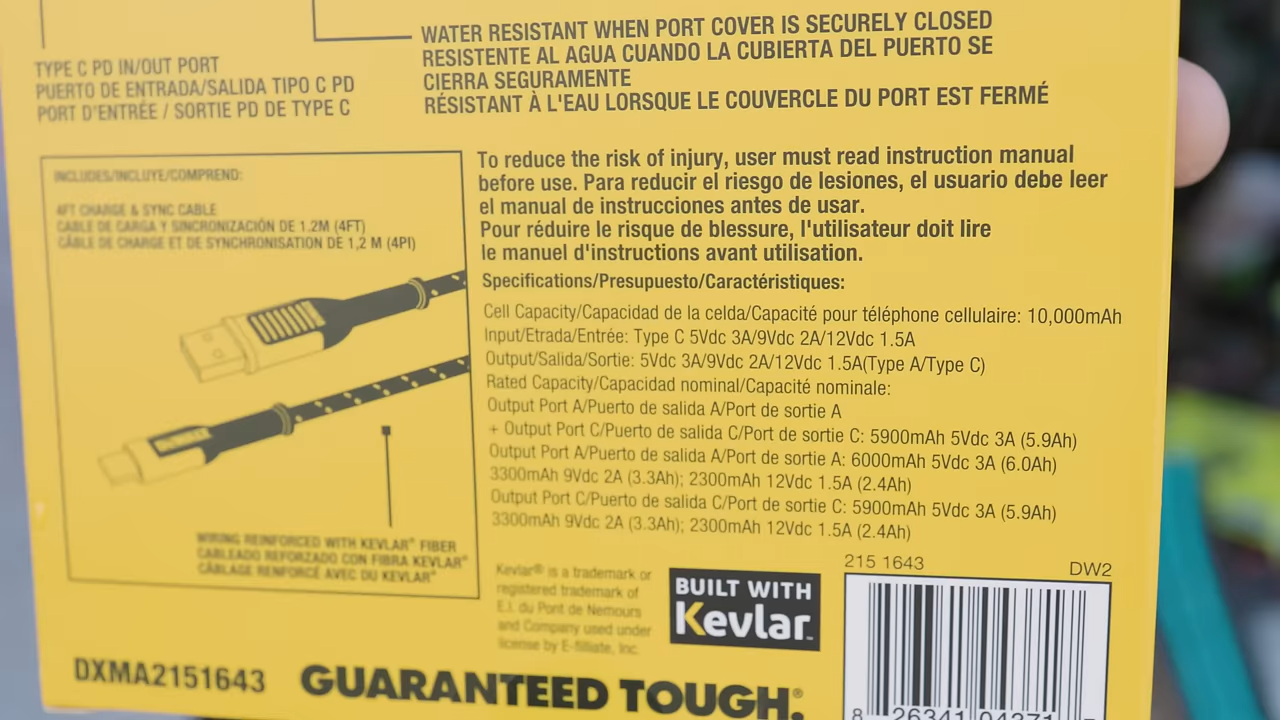 TYPE C PD IN/OUT PORT
PUERTO DE ENTRADA/SALIDA TIPO C PD
PORT D'ENTRÉE / SORTIE PD DE TYPE C
WATER RESISTANT WHEN PORT COVER IS SECURELY CLOSED
RESISTENTE AL AGUA CUANDO LA CUBIERTA DEL PUERTO SE
CIERRA SEGURAMENTE
RÉSISTANT À L'EAU LORSQUE LE COUVERCLE DU PORT EST FERMÉ
INCLUDES/INCLUYE/COMPREND:
4FT CHARGE & SYNC CABLE
CABLE DE CARGA Y SINCRONIZACIÓN DE 1.2M (4FT)
CÂBLE DE CHARGE ET DE SYNCHRONISATION DE 1,2 M (4PI)
WIRING REINFORCED WITH KEVLAR® FIBER
CABLEADO REFORZADO CON FIBRA KEVLAR®
CÂBLAGE RENFORCÉ AVEC DU KEVLAR®
To reduce the risk of injury, user must read instruction manual
before use. Para reducir el riesgo de lesiones, el usuario debe leer
el manual de instrucciones antes de usar.
Pour réduire le risque de blessure, l'utilisateur doit lire
le manuel d'instructions avant utilisation.
Specifications/Presupuesto/Caractéristiques:
Cell Capacity/Capacidad de la celda/Capacité pour téléphone cellulaire: 10,000mAh
Input/Etrada/Entrée: Type C 5Vdc 3A/9Vdc 2A/12Vdc 1.5A
Output/Salida/Sortie: 5Vdc 3A/9Vdc 2A/12Vdc 1.5A(Type A/Type C)
Rated Capacity/Capacidad nominal/Capacité nominale:
Output Port A/Puerto de salida A/Port de sortie A
+ Output Port C/Puerto de salida C/Port de sortie C: 5900mAh 5Vdc 3A (5.9Ah)
Output Port A/Puerto de salida A/Port de sortie A: 6000mAh 5Vdc 3A (6.0Ah)
3300mAh 9Vdc 2A (3.3Ah); 2300mAh 12Vdc 1.5A (2.4Ah)
Output Port C/Puerto de salida C/Port de sortie C: 5900mAh 5Vdc 3A (5.9Ah)
3300mAh 9Vdc 2A (3.3Ah); 2300mAh 12Vdc 1.5A (2.4Ah)
Kevlar® is a trademark or
registered trademark of
E.I. du Pont de Nemours
and Company used under
license by E-filliate, Inc.
BUILT WITH
Kevlar™
215 1643
DW2
DXMA2151643
GUARANTEED TOUGH.®
8 26341 04271